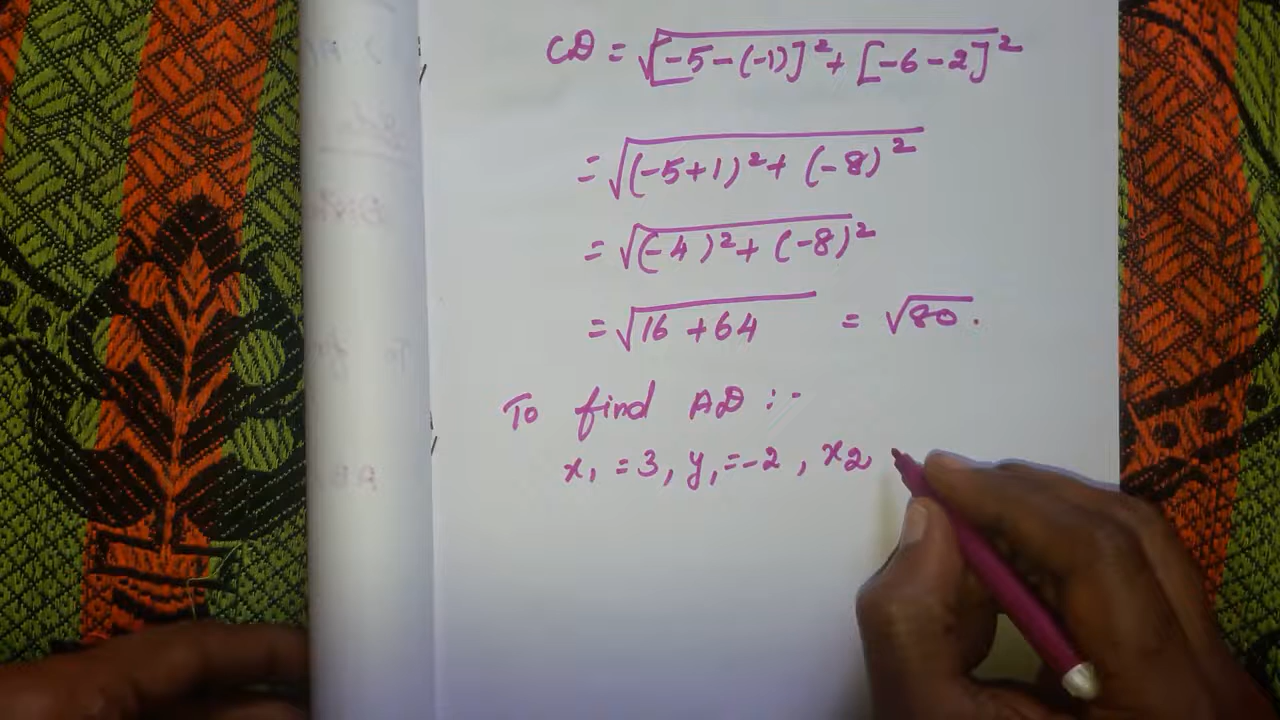 CD = √[-5-(-1)]² + [-6-2]²
= √(-5+1)² + (-8)²
= √(-4)² + (-8)²
= √16 + 64 = √80.
To find AD :-
x₁ = 3, y₁ = -2, x₂